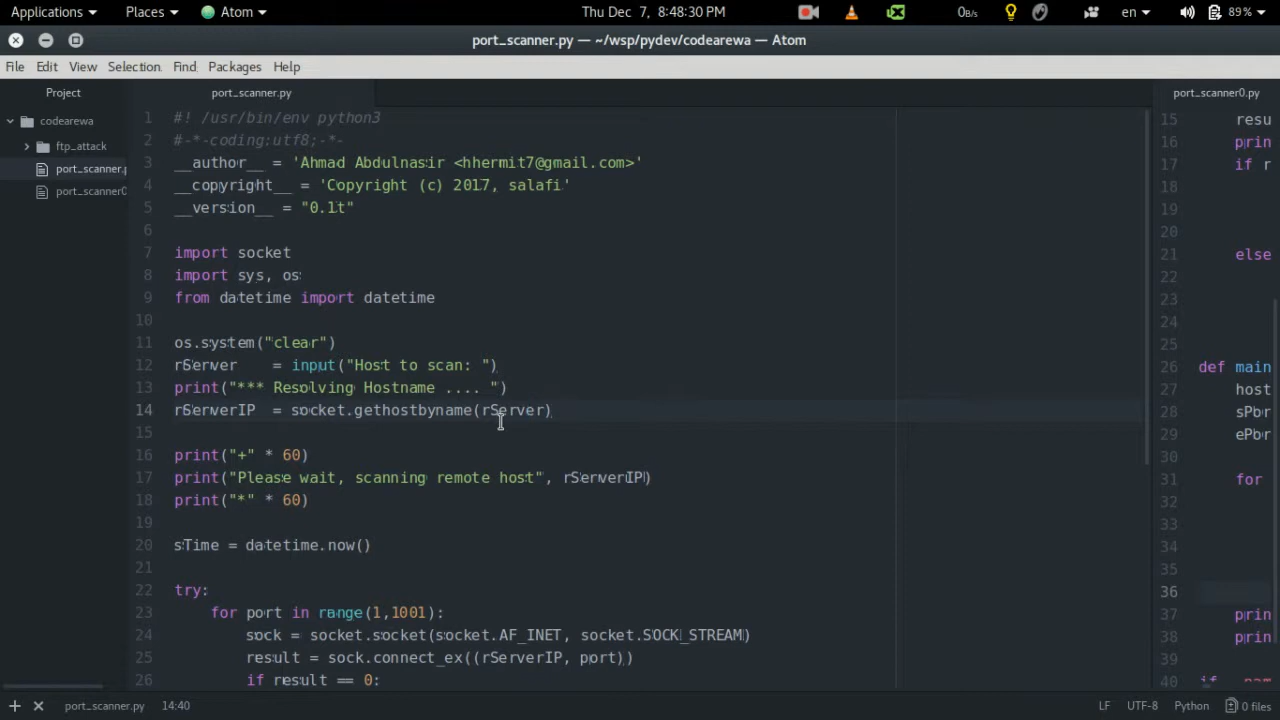 Applications Places Atom Thu Dec 7, 8:48:30 PM 0B/s en 89%
port_scanner.py — ~/wsp/pydev/codearewa — Atom
File Edit View Selection Find Packages Help
Project port_scanner.py port_scanner0.py
codearewa
ftp_attack
port_scanner.p
port_scanner0
1 #! /usr/bin/env python3
2 #-*-coding:utf8;-*-
3 __author__ = 'Ahmad Abdulnasir <hhermit7@gmail.com>'
4 __copyright__ = 'Copyright (c) 2017, salafi'
5 __version__ = "0.1t"
6
7 import socket
8 import sys, os
9 from datetime import datetime
10
11 os.system("clear")
12 rServer    = input("Host to scan: ")
13 print("*** Resolving Hostname .... ")
14 rServerIP  = socket.gethostbyname(rServer)
15
16 print("+" * 60)
17 print("Please wait, scanning remote host", rServerIP)
18 print("*" * 60)
19
20 sTime = datetime.now()
21
22 try:
23     for port in range(1,1001):
24         sock = socket.socket(socket.AF_INET, socket.SOCK_STREAM)
25         result = sock.connect_ex((rServerIP, port))
26         if result == 0:
15 resu
16 prin
17 if r
18
19
20
21 else
22
23
24
25
26 def main
27 host
28 sPor
29 ePor
30
31 for
32
33
34
35
36
37 prin
38 prin
39
40 if __nam
port_scanner.py 14:40 LF UTF-8 Python 0 files